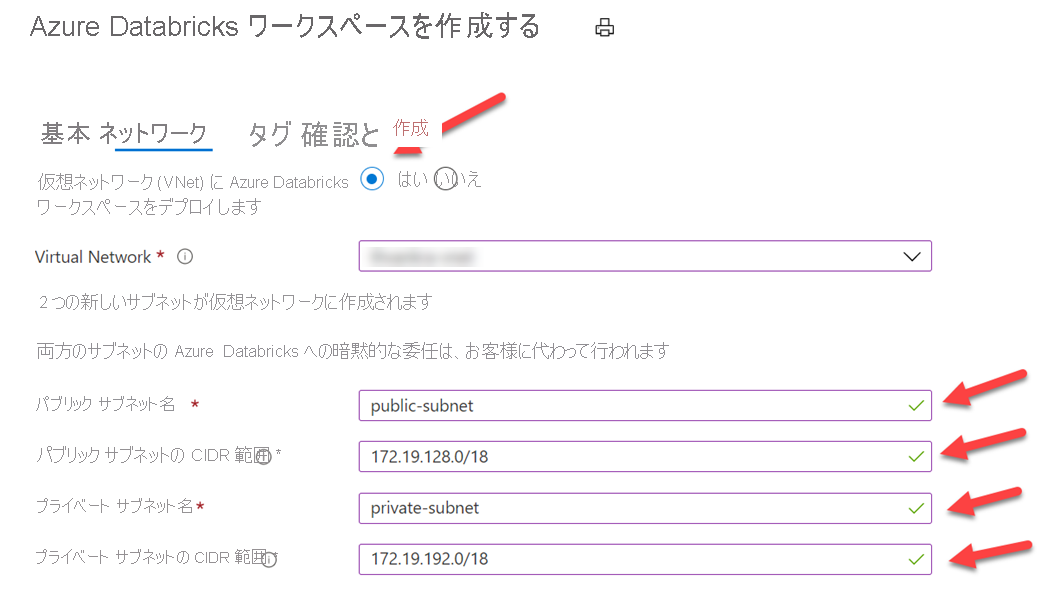 Azure Databricks ワークスペースを作成する
基本 ネットワーク タグ 確認と 作成
仮想ネットワーク (VNet) に Azure Databricks はい いいえ
ワークスペースをデプロイします
Virtual Network *
2 つの新しいサブネットが仮想ネットワークに作成されます
両方のサブネットの Azure Databricks への暗黙的な委任は、お客様に代わって行われます
パブリック サブネット名 * public-subnet
パブリック サブネットの CIDR 範囲 * 172.19.128.0/18
プライベート サブネット名 * private-subnet
プライベート サブネットの CIDR 範囲 * 172.19.192.0/18